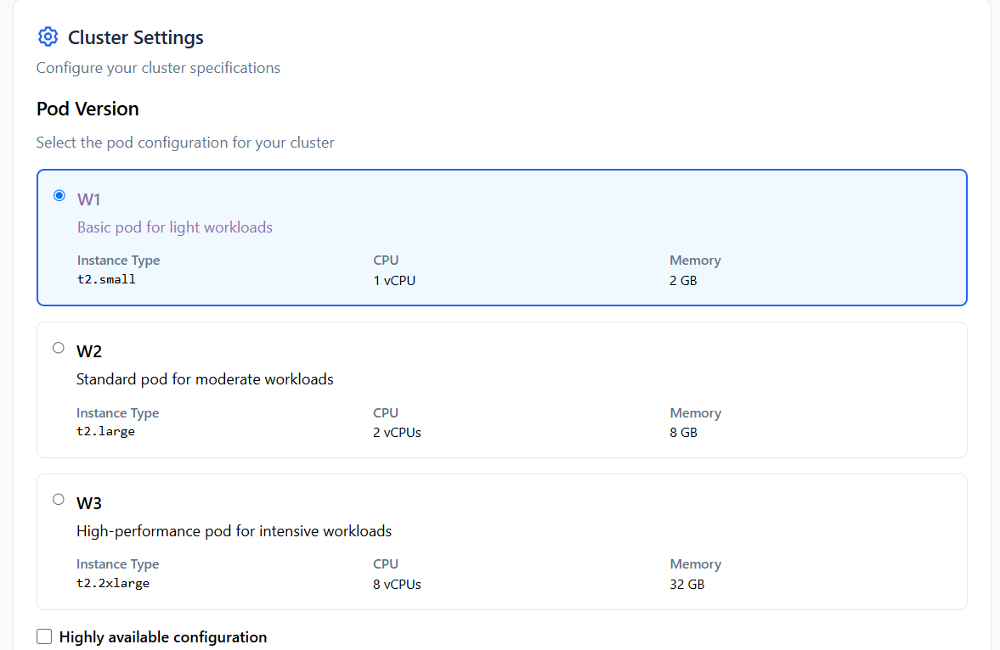 Cluster Settings
Configure your cluster specifications
Pod Version
Select the pod configuration for your cluster
W1
Basic pod for light workloads
Instance Type CPU Memory
t2.small 1 vCPU 2 GB
W2
Standard pod for moderate workloads
Instance Type CPU Memory
t2.large 2 vCPUs 8 GB
W3
High-performance pod for intensive workloads
Instance Type CPU Memory
t2.2xlarge 8 vCPUs 32 GB
Highly available configuration